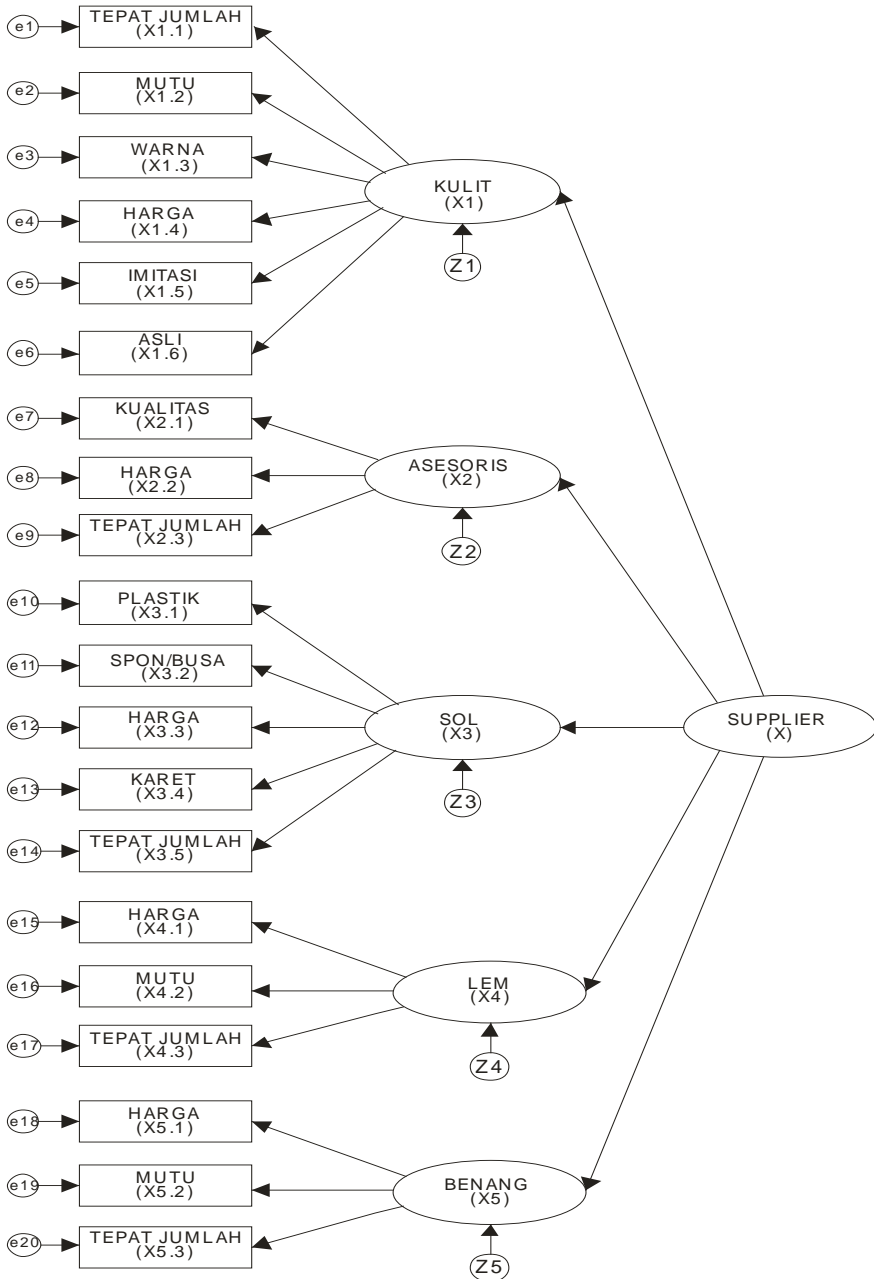 e1
TEPAT JUMLAH
(X1.1)
e2
MUTU
(X1.2)
e3
WARNA
(X1.3)
e4
HARGA
(X1.4)
e5
IMITASI
(X1.5)
e6
ASLI
(X1.6)
KULIT
(X1)
Z1
e7
KUALITAS
(X2.1)
e8
HARGA
(X2.2)
e9
TEPAT JUMLAH
(X2.3)
ASESORIS
(X2)
Z2
e10
PLASTIK
(X3.1)
e11
SPON/BUSA
(X3.2)
e12
HARGA
(X3.3)
e13
KARET
(X3.4)
e14
TEPAT JUMLAH
(X3.5)
SOL
(X3)
Z3
SUPPLIER
(X)
e15
HARGA
(X4.1)
e16
MUTU
(X4.2)
e17
TEPAT JUMLAH
(X4.3)
LEM
(X4)
Z4
e18
HARGA
(X5.1)
e19
MUTU
(X5.2)
e20
TEPAT JUMLAH
(X5.3)
BENANG
(X5)
Z5